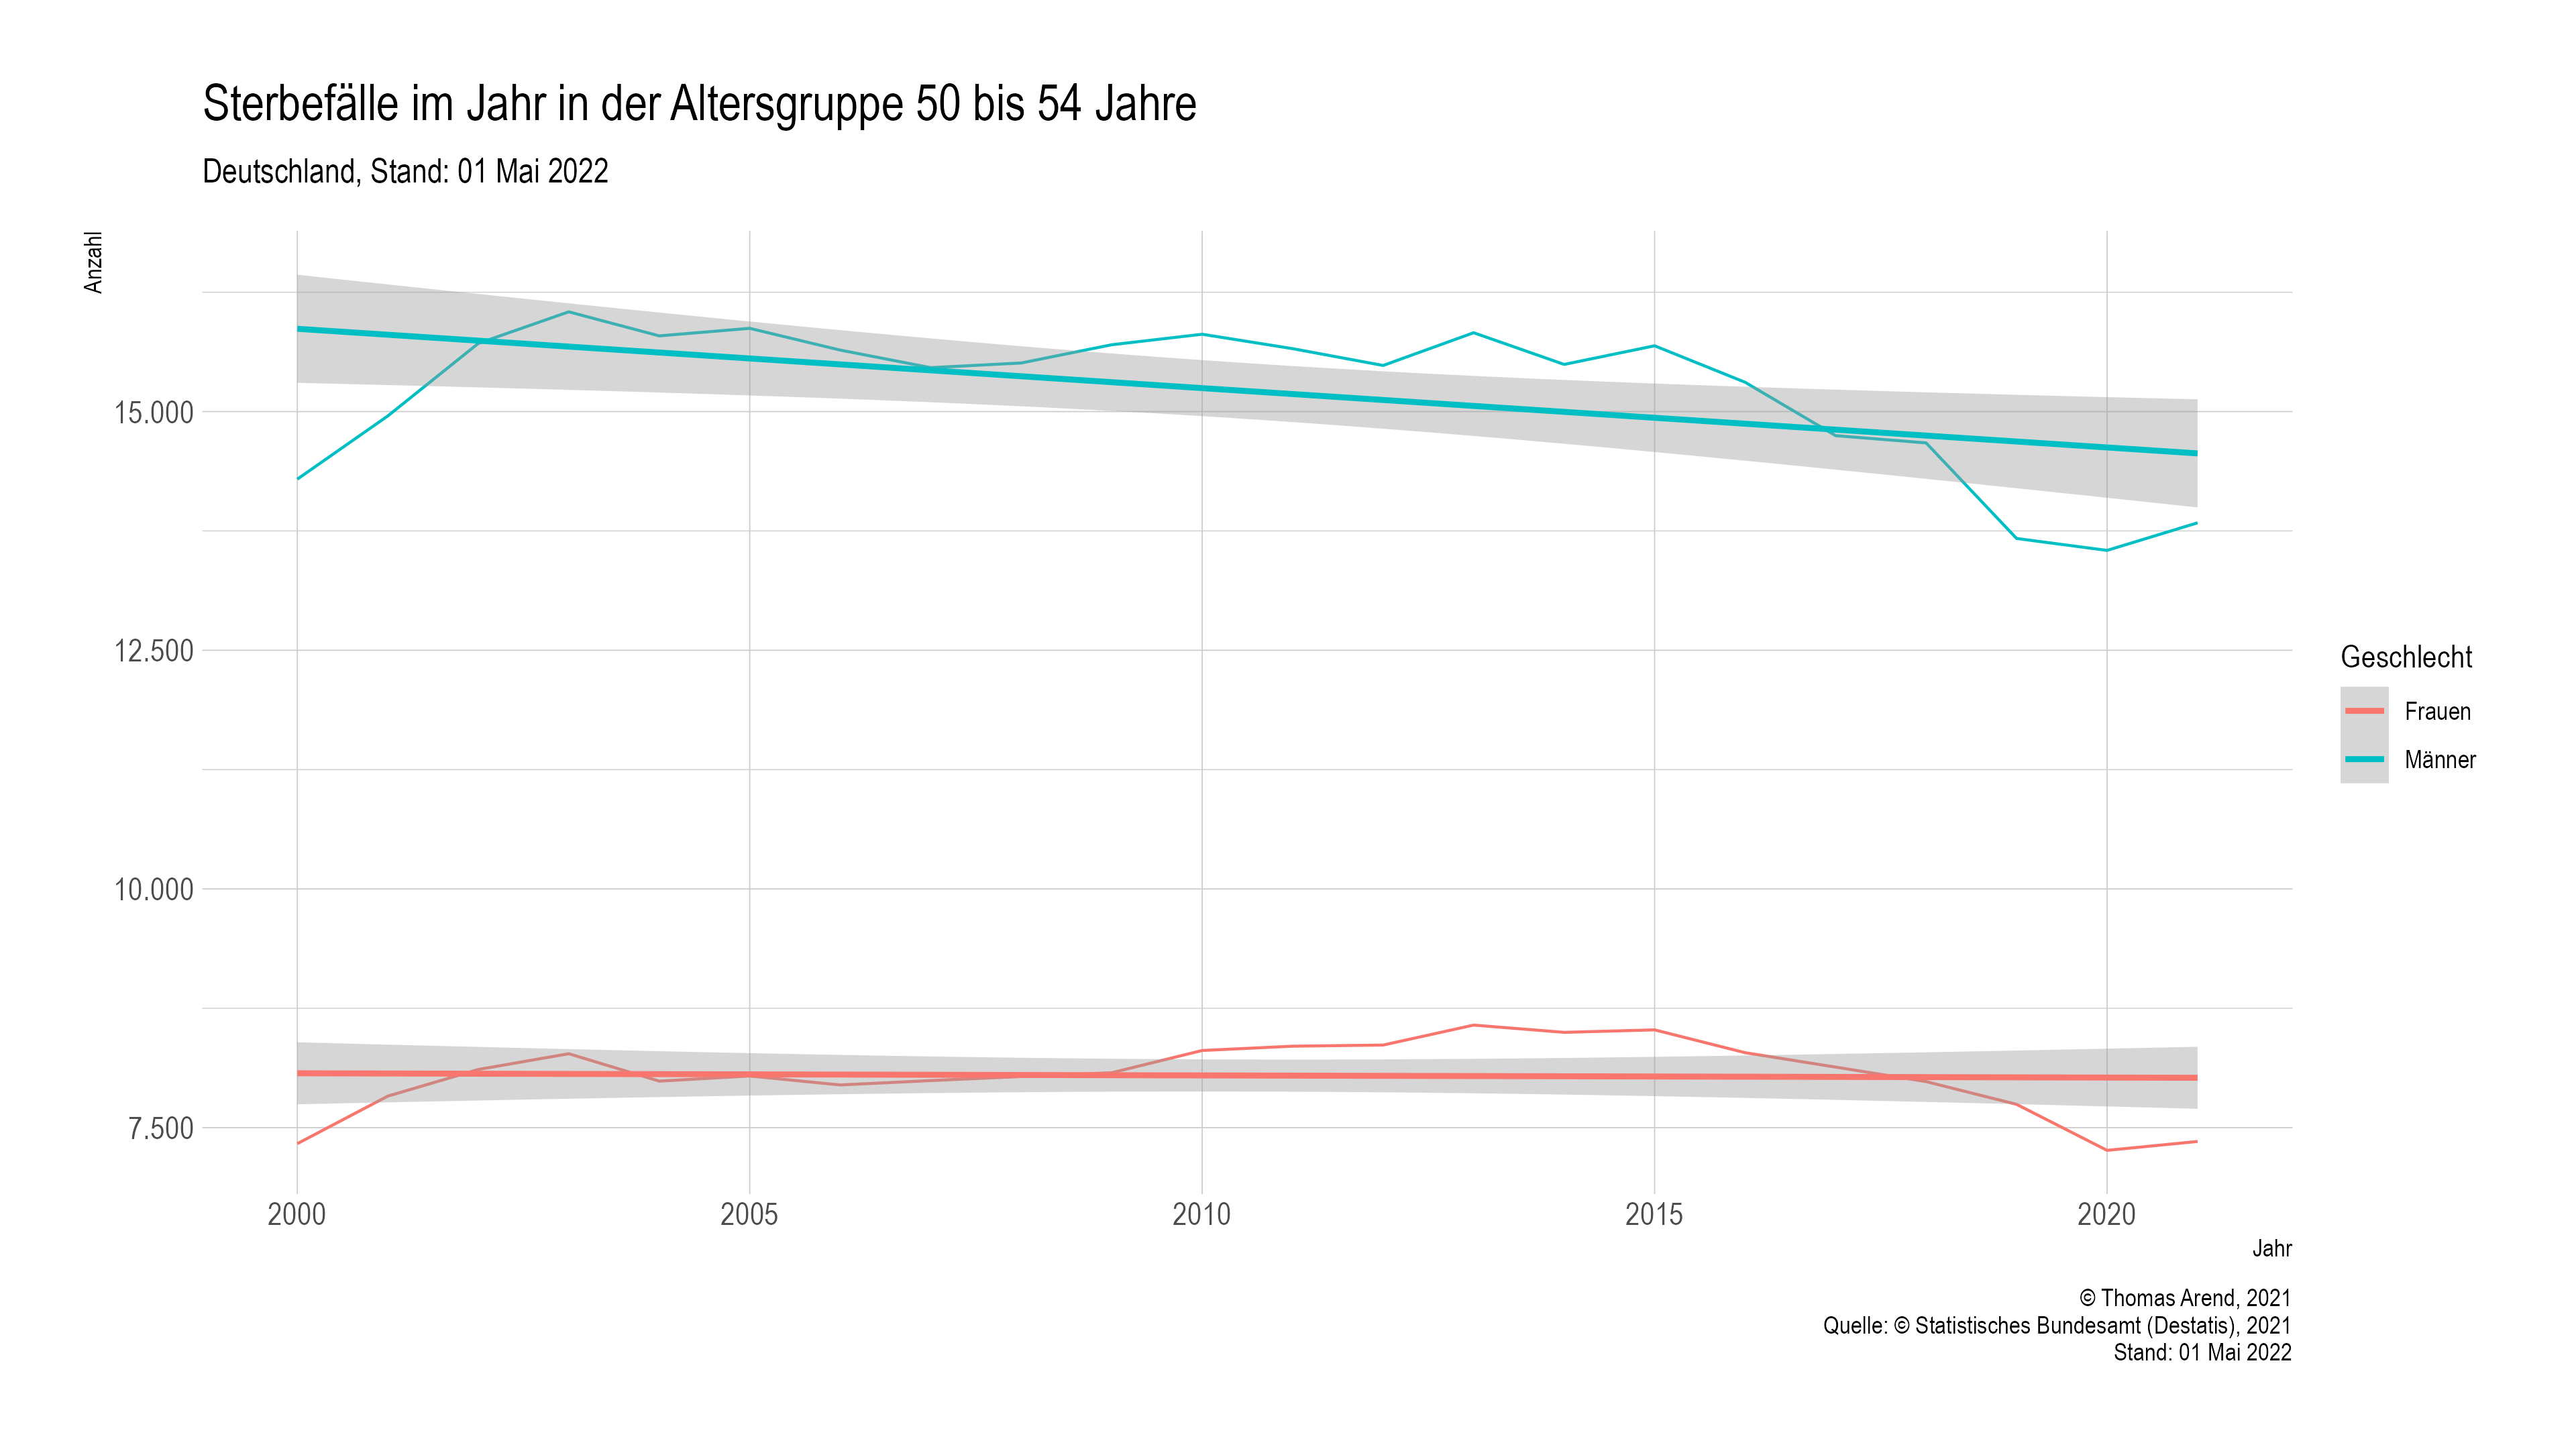 Sterbefälle im Jahr in der Altersgruppe 50 bis 54 Jahre
Deutschland, Stand: 01 Mai 2022
Anzahl
15.000
12.500
10.000
7.500
2000 2005 2010 2015 2020
Jahr
Geschlecht
Frauen
Männer
© Thomas Arend, 2021
Quelle: © Statistisches Bundesamt (Destatis), 2021
Stand: 01 Mai 2022